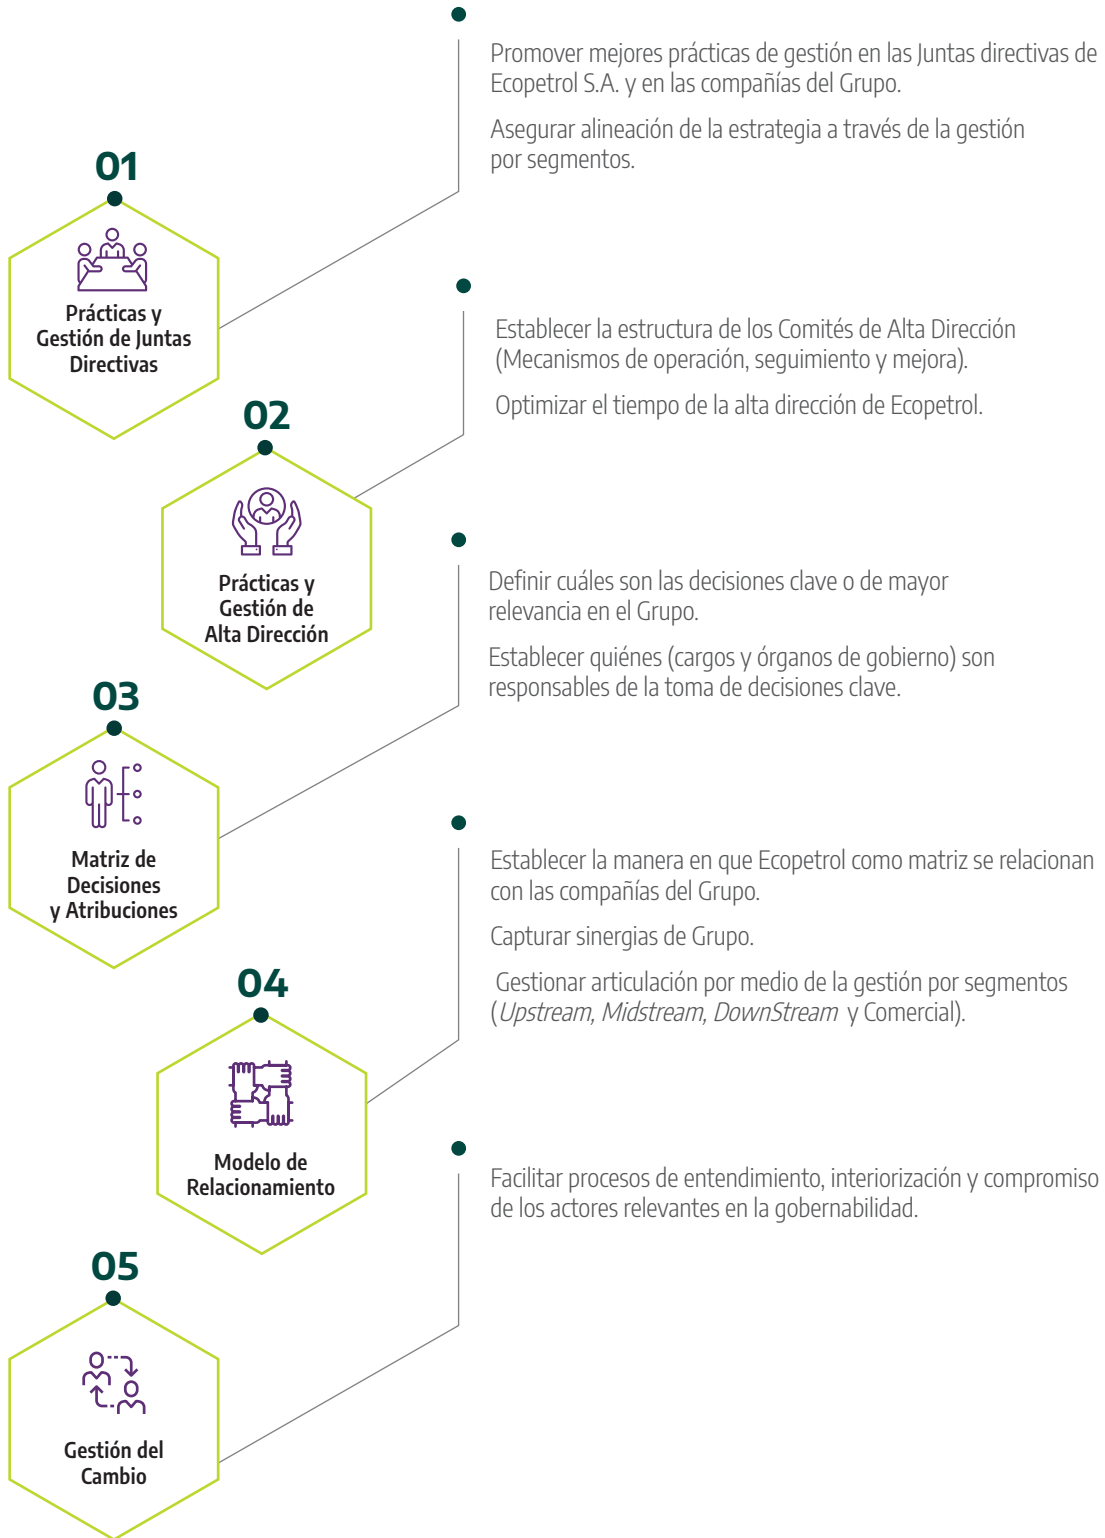 01
Prácticas y
Gestión de Juntas
Directivas
Promover mejores prácticas de gestión en las Juntas directivas de
Ecopetrol S.A. y en las compañías del Grupo.
Asegurar alineación de la estrategia a través de la gestión
por segmentos.
02
Prácticas y
Gestión de
Alta Dirección
Establecer la estructura de los Comités de Alta Dirección
(Mecanismos de operación, seguimiento y mejora).
Optimizar el tiempo de la alta dirección de Ecopetrol.
03
Matriz de
Decisiones
y Atribuciones
Definir cuáles son las decisiones clave o de mayor
relevancia en el Grupo.
Establecer quiénes (cargos y órganos de gobierno) son
responsables de la toma de decisiones clave.
04
Modelo de
Relacionamiento
Establecer la manera en que Ecopetrol como matriz se relacionan
con las compañías del Grupo.
Capturar sinergias de Grupo.
Gestionar articulación por medio de la gestión por segmentos
(Upstream, Midstream, DownStream y Comercial).
05
Gestión del
Cambio
Facilitar procesos de entendimiento, interiorización y compromiso
de los actores relevantes en la gobernabilidad.